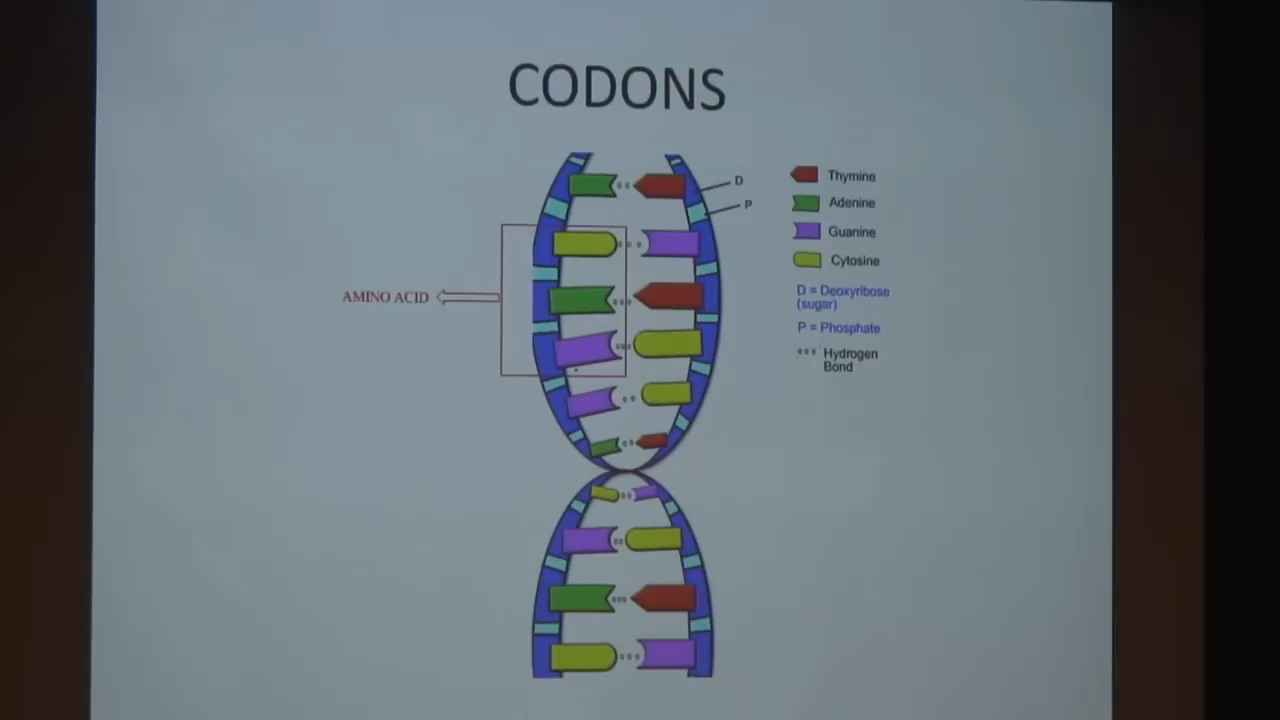 CODONS
D
P
Thymine
Adenine
Guanine
Cytosine
D = Deoxyribose
(sugar)
P = Phosphate
Hydrogen
Bond
AMINO ACID